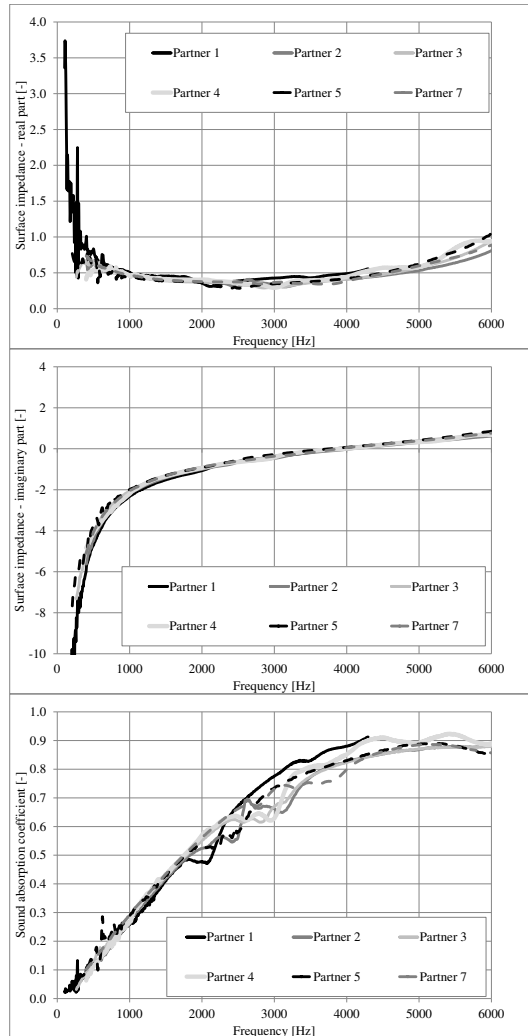 4.0
3.5
3.0
2.5
2.0
1.5
1.0
0.5
0.0
Surface impedance - real part [-]
Partner 1 Partner 2 Partner 3
Partner 4 Partner 5 Partner 7
0 1000 2000 3000 4000 5000 6000
Frequency [Hz]
4
2
0
-2
-4
-6
-8
-10
Surface impedance - imaginary part [-]
Partner 1 Partner 2 Partner 3
Partner 4 Partner 5 Partner 7
0 1000 2000 3000 4000 5000 6000
Frequency [Hz]
1.0
0.9
0.8
0.7
0.6
0.5
0.4
0.3
0.2
0.1
0.0
Sound absorption coefficient [-]
Partner 1 Partner 2 Partner 3
Partner 4 Partner 5 Partner 7
0 1000 2000 3000 4000 5000 6000
Frequency [Hz]